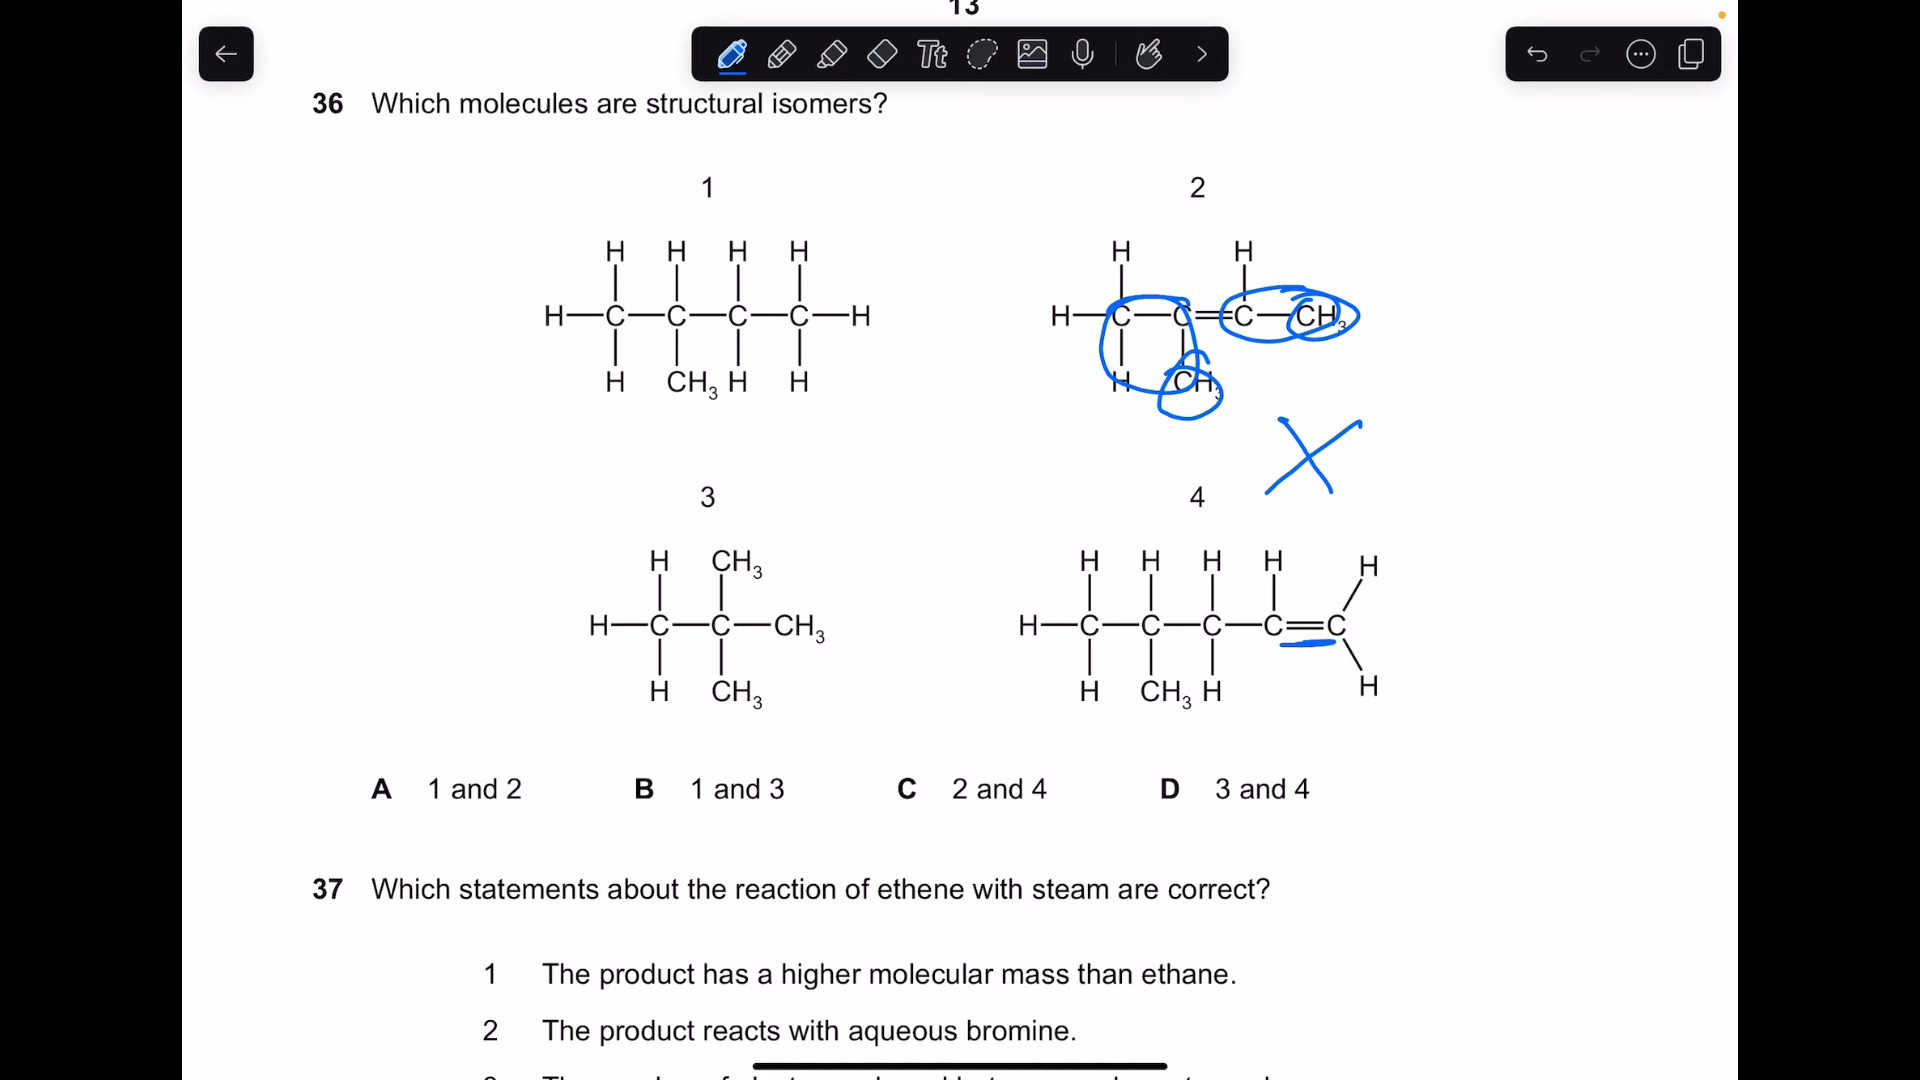 13
Tt
36 Which molecules are structural isomers?
1 2
H H H H H H
H—C—C—C—C—H H—C—C=C—CH3
H CH3 H H H CH3
3 4
H CH3 H H H H H
H—C—C—CH3 H—C—C—C—C=C
H CH3 H CH3 H H
A 1 and 2 B 1 and 3 C 2 and 4 D 3 and 4
37 Which statements about the reaction of ethene with steam are correct?
1 The product has a higher molecular mass than ethane.
2 The product reacts with aqueous bromine.